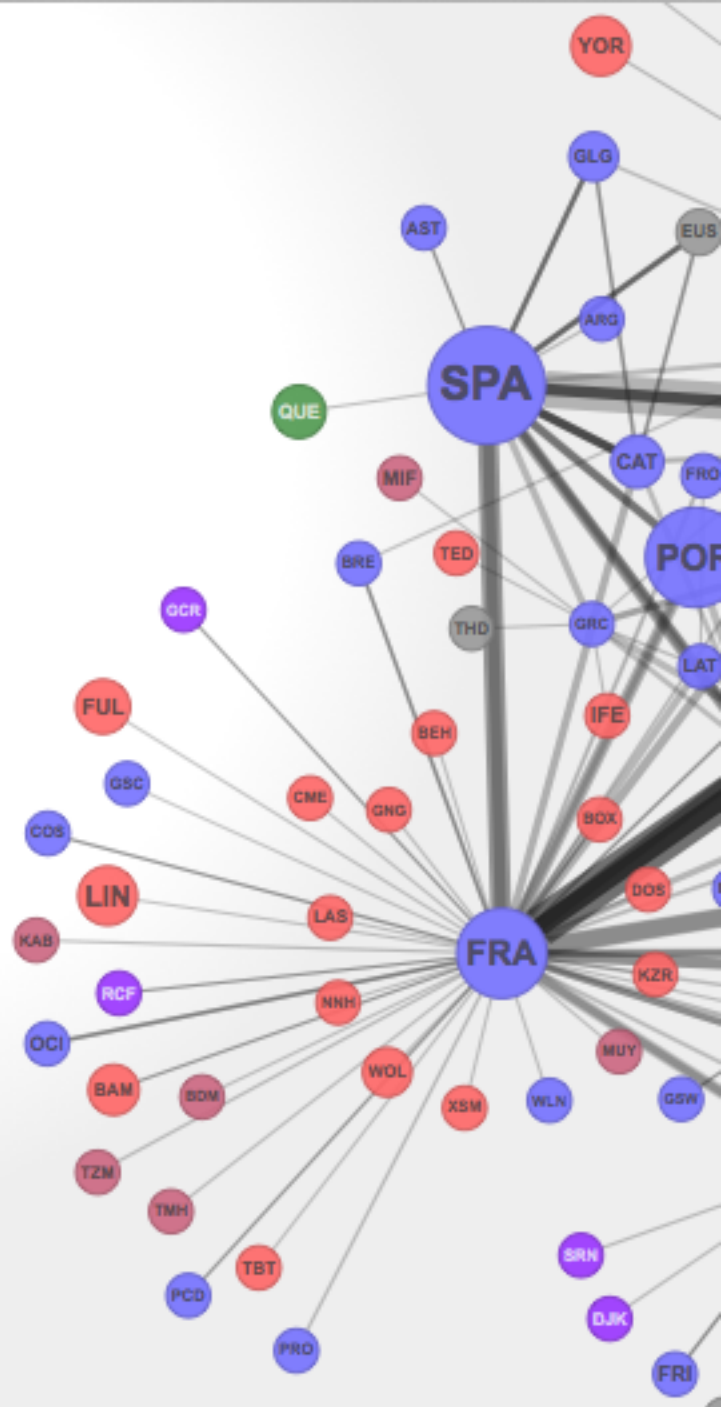 YOR
GLG
AST
EUS
ARG
SPA
QUE
CAT
MIF
FRO
TED
POR
BRE
GCR
GRC
THD
LAT
FUL
IFE
BEH
GSC
CME
GNG
BOX
COS
LIN
DOS
LAS
KAB
FRA
KZR
RCF
NNH
OCI
MUY
WOL
BAM
BDM
GSW
WLN
XSM
TZM
TMH
SRN
TBT
PCD
DJK
PRO
FRI